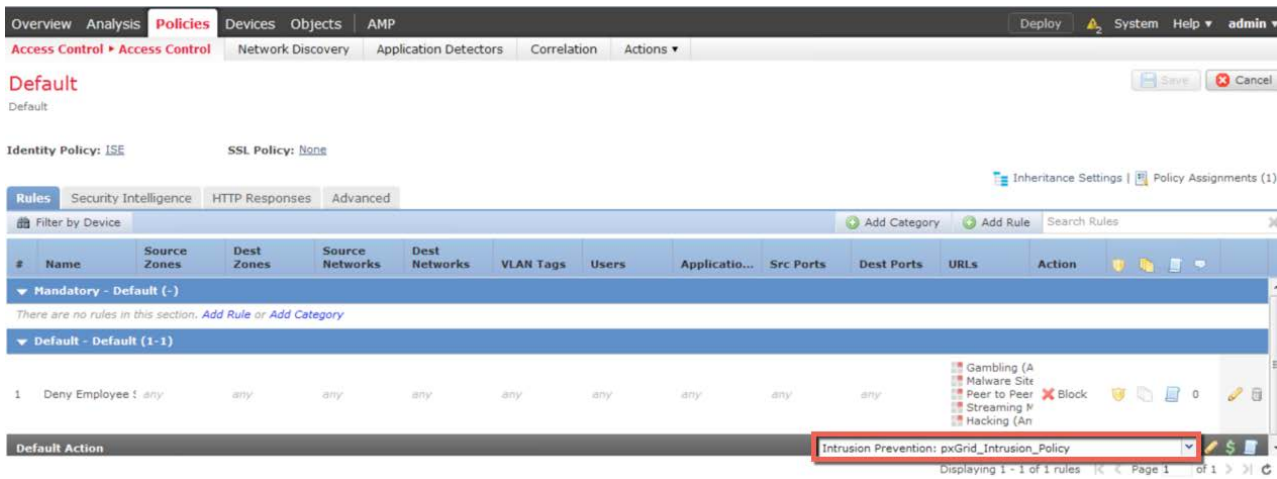 Overview Analysis Policies Devices Objects AMP Deploy 2 System Help admin
Access Control Access Control Network Discovery Application Detectors Correlation Actions
Default Save Cancel
Default
Identity Policy: ISE SSL Policy: None
Inheritance Settings | Policy Assignments (1)
Rules Security Intelligence HTTP Responses Advanced
Filter by Device Add Category Add Rule Search Rules
# Name Source Zones Dest Zones Source Networks Dest Networks VLAN Tags Users Applicatio... Src Ports Dest Ports URLs Action
Mandatory - Default (-)
There are no rules in this section. Add Rule or Add Category
Default - Default (1-1)
Gambling (A
Malware Site
1 Deny Employee any any any any any any any any any Peer to Peer Block 0
Streaming M
Hacking (An
Default Action Intrusion Prevention: pxGrid_Intrusion_Policy $
Displaying 1 - 1 of 1 rules Page 1 of 1